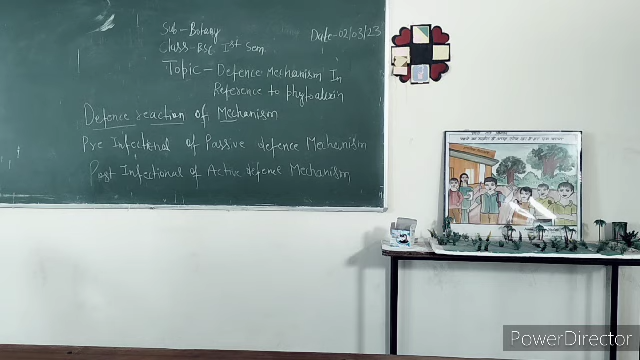 Sub - Botany
Class - BSC Ist Sem
Date - 02/03/23
Topic - Defence Mechanism In
Reference to phytoalexin
Defence reaction of Mechanism
Pre Infectional of Passive defence Mechanism
Post Infectional of Active defence Mechanism
PowerDirector